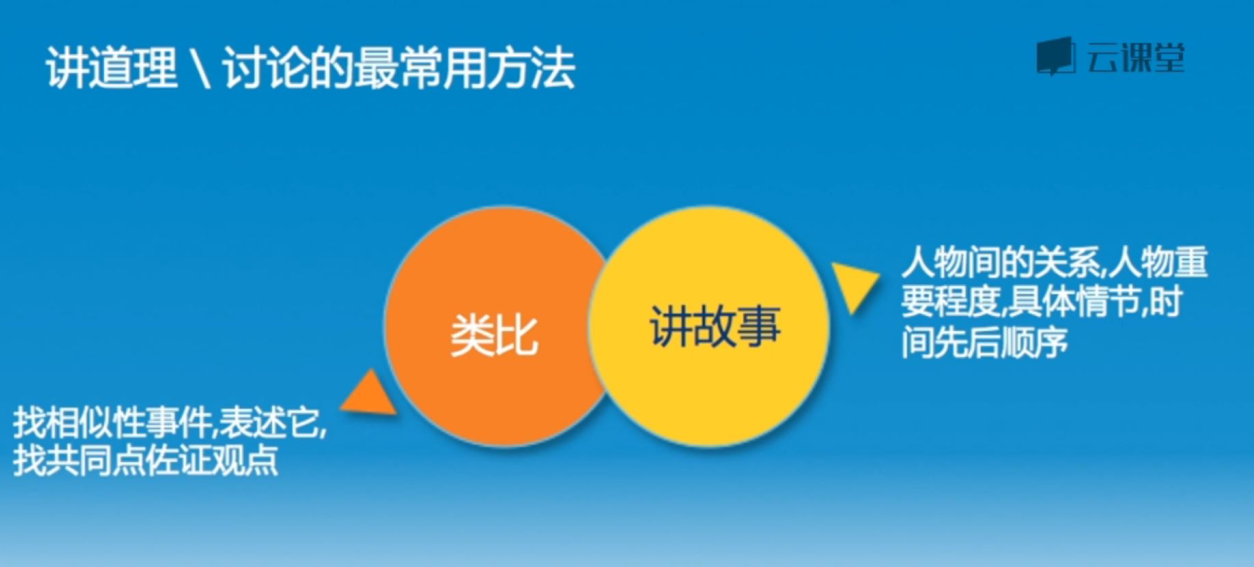 讲道理 \ 讨论的最常用方法
云课堂
类比
讲故事
人物间的关系,人物重
要程度,具体情节,时
间先后顺序
找相似性事件,表述它,
找共同点佐证观点